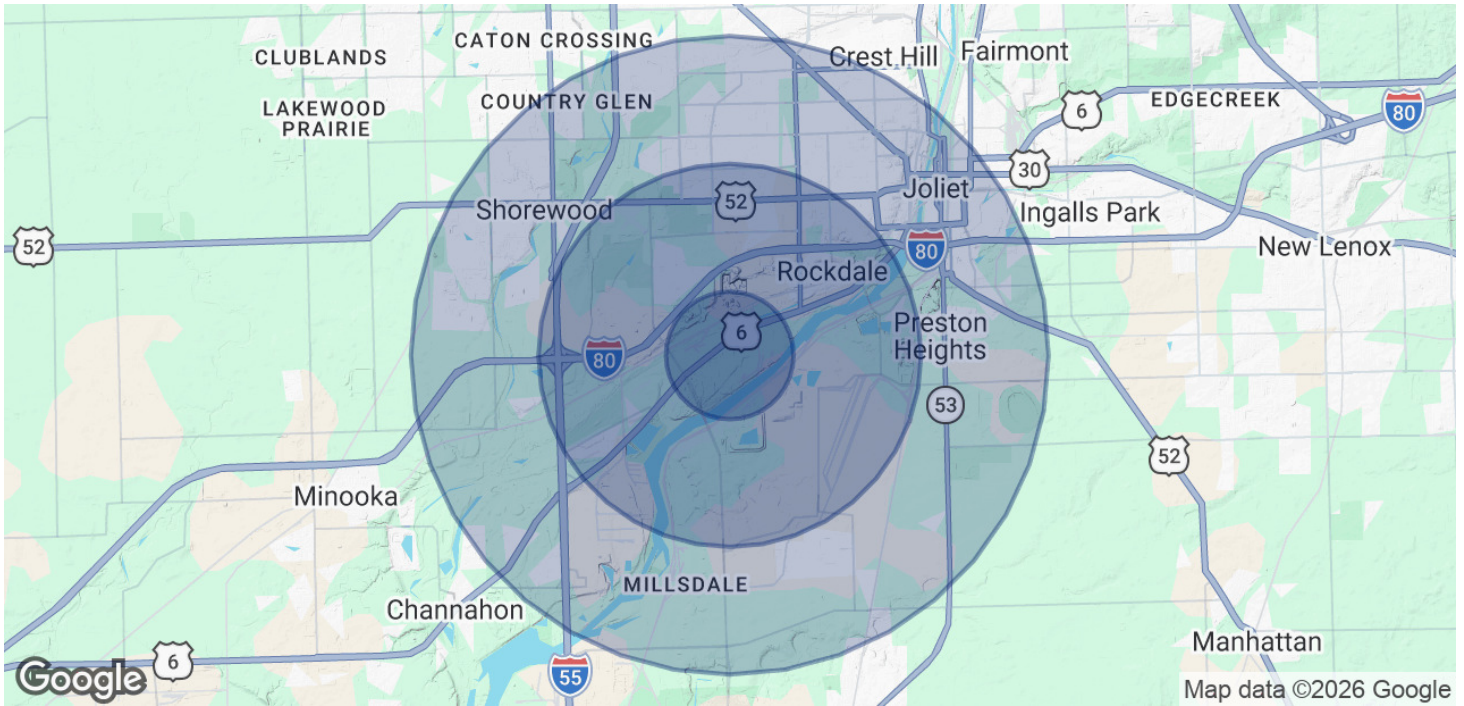 CATON CROSSING
Crest Hill
Fairmont
CLUBLANDS
COUNTRY GLEN
LAKEWOOD
PRAIRIE
6
EDGECREEK
80
30
52
Joliet
Shorewood
Ingalls Park
52
80
New Lenox
Rockdale
6
Preston
Heights
80
53
52
Minooka
MILLSDALE
Channahon
Manhattan
6
55
Google
Map data ©2026 Google